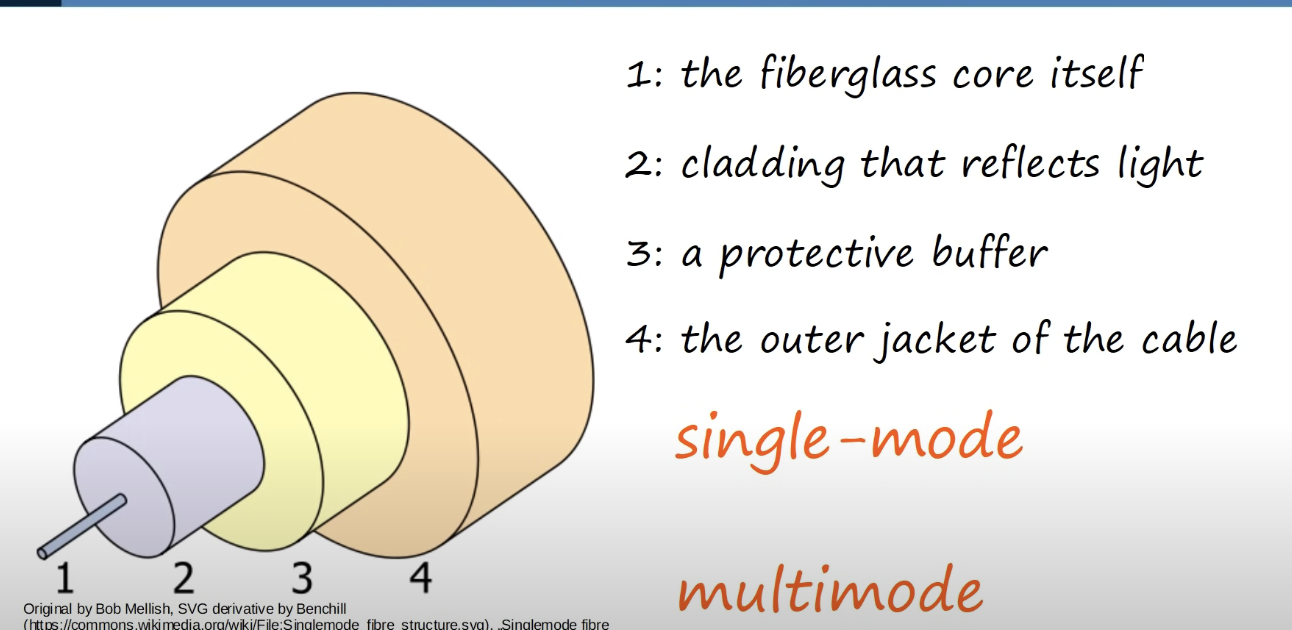 1: the fiberglass core itself
2: cladding that reflects light
3: a protective buffer
4: the outer jacket of the cable
single-mode
multimode
1 2 3 4
Original by Bob Mellish, SVG derivative by Benchill
(https://commons.wikimedia.org/wiki/File:Singlemode_fibre_structure.svg), „Singlemode fibre